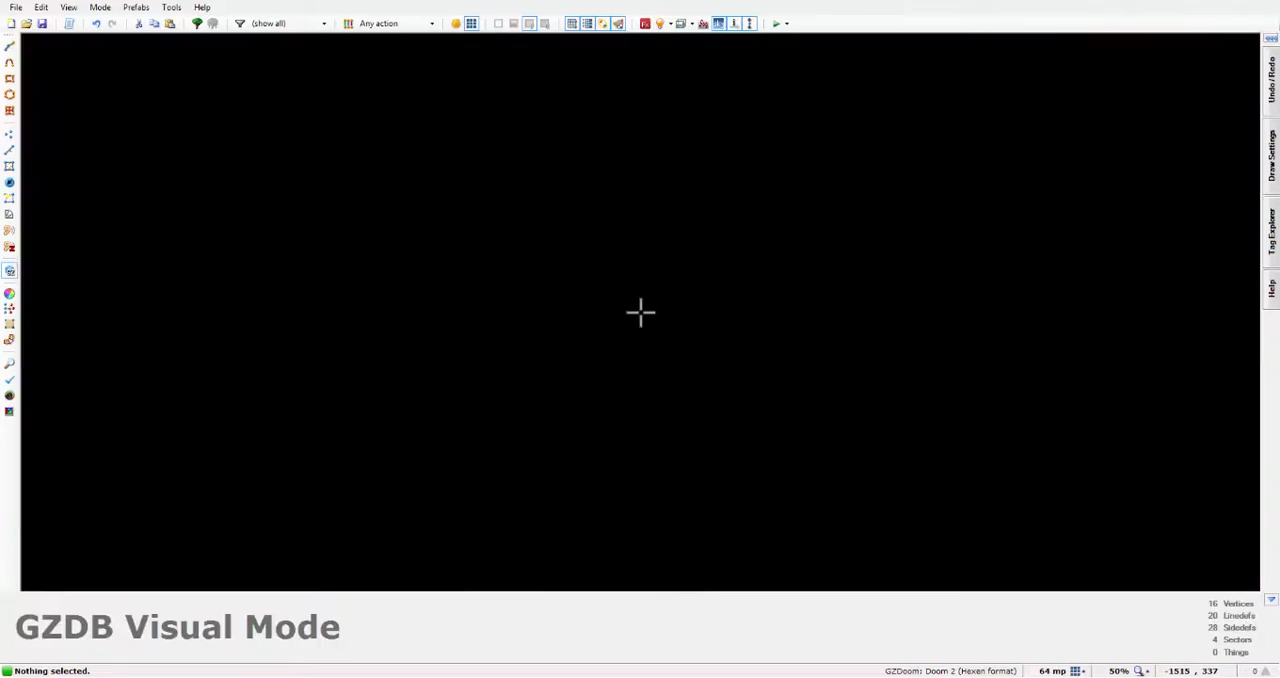 File Edit View Mode Prefabs Tools Help
(show all) Any action
Undo / Redo
Draw Settings
Tag Explorer
Help
GZDB Visual Mode
16 Vertices
20 Linedefs
28 Sidedefs
4 Sectors
0 Things
Nothing selected. GZDoom: Doom 2 (Hexen format) 64 mp 50% -1515 , 337 0